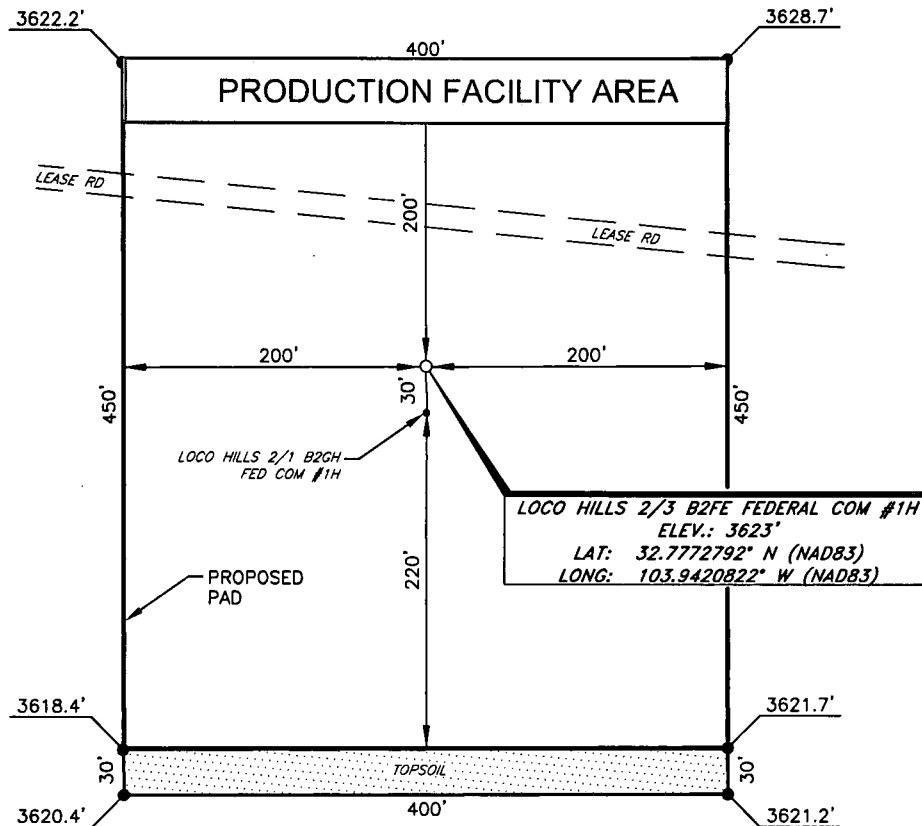 3622.2'
3628.7'
400'
PRODUCTION FACILITY AREA
LEASE RD
200'
LEASE RD
200'
200'
450'
30'
450'
LOCO HILLS 2/1 B2GH
FED COM #1H
LOCO HILLS 2/3 B2FE FEDERAL COM #1H
ELEV.: 3623'
LAT: 32.7772792° N (NAD83)
LONG: 103.9420822° W (NAD83)
220'
PROPOSED
PAD
3618.4'
3621.7'
30'
TOPSOIL
30'
400'
3620.4'
3621.2'